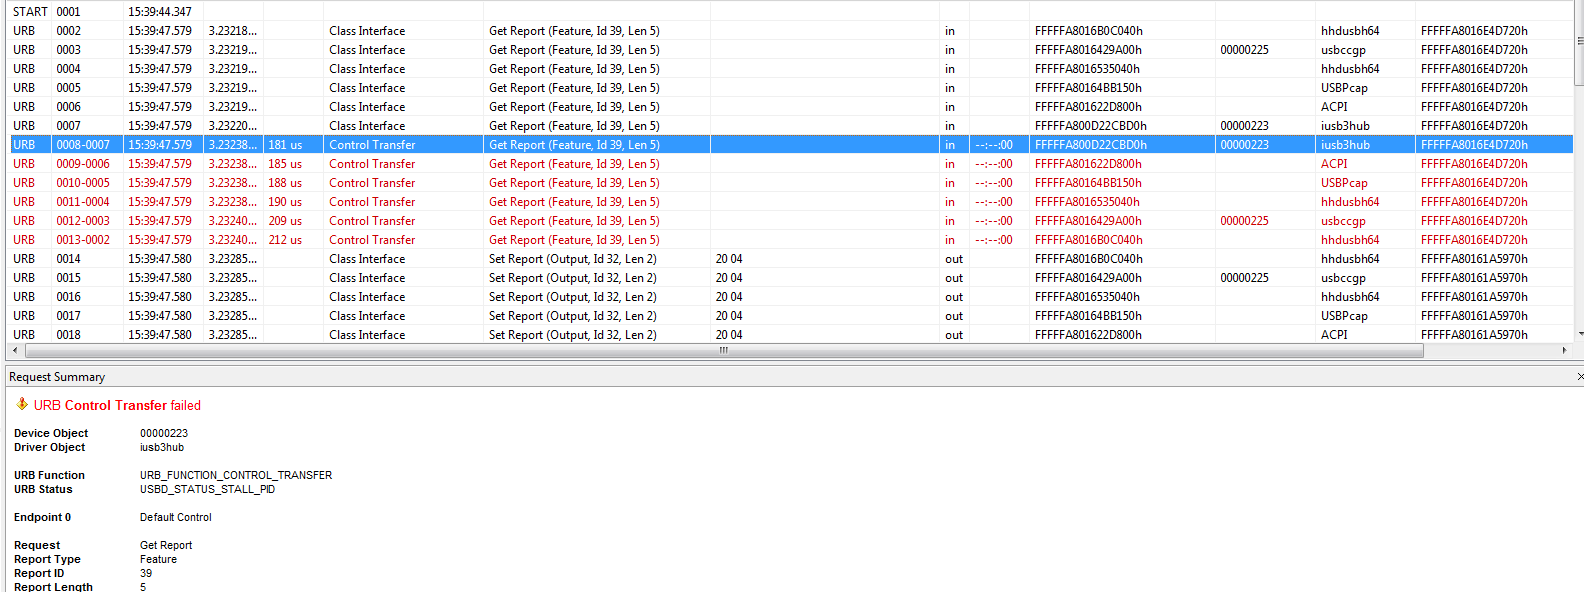 START 0001 15:39:44.347
URB 0002 15:39:47.579 3.23218... Class Interface Get Report (Feature, Id 39, Len 5) in FFFFFA8016B0C040h hhdusbh64 FFFFFA8016E4D720h
URB 0003 15:39:47.579 3.23219... Class Interface Get Report (Feature, Id 39, Len 5) in FFFFFA8016429A00h 00000225 usbccgp FFFFFA8016E4D720h
URB 0004 15:39:47.579 3.23219... Class Interface Get Report (Feature, Id 39, Len 5) in FFFFFA8016535040h hhdusbh64 FFFFFA8016E4D720h
URB 0005 15:39:47.579 3.23219... Class Interface Get Report (Feature, Id 39, Len 5) in FFFFFA80164BB150h USBPcap FFFFFA8016E4D720h
URB 0006 15:39:47.579 3.23219... Class Interface Get Report (Feature, Id 39, Len 5) in FFFFFA801622D800h ACPI FFFFFA8016E4D720h
URB 0007 15:39:47.579 3.23220... Class Interface Get Report (Feature, Id 39, Len 5) in FFFFFA800D22CBD0h 00000223 iusb3hub FFFFFA8016E4D720h
URB 0008-0007 15:39:47.579 3.23238... 181 us Control Transfer Get Report (Feature, Id 39, Len 5) in --:--:00 FFFFFA800D22CBD0h 00000223 iusb3hub FFFFFA8016E4D720h
URB 0009-0006 15:39:47.579 3.23238... 185 us Control Transfer Get Report (Feature, Id 39, Len 5) in --:--:00 FFFFFA801622D800h ACPI FFFFFA8016E4D720h
URB 0010-0005 15:39:47.579 3.23238... 188 us Control Transfer Get Report (Feature, Id 39, Len 5) in --:--:00 FFFFFA80164BB150h USBPcap FFFFFA8016E4D720h
URB 0011-0004 15:39:47.579 3.23238... 190 us Control Transfer Get Report (Feature, Id 39, Len 5) in --:--:00 FFFFFA8016535040h hhdusbh64 FFFFFA8016E4D720h
URB 0012-0003 15:39:47.579 3.23240... 209 us Control Transfer Get Report (Feature, Id 39, Len 5) in --:--:00 FFFFFA8016429A00h 00000225 usbccgp FFFFFA8016E4D720h
URB 0013-0002 15:39:47.579 3.23240... 212 us Control Transfer Get Report (Feature, Id 39, Len 5) in --:--:00 FFFFFA8016B0C040h hhdusbh64 FFFFFA8016E4D720h
URB 0014 15:39:47.580 3.23285... Class Interface Set Report (Output, Id 32, Len 2) 20 04 out FFFFFA8016B0C040h hhdusbh64 FFFFFA80161A5970h
URB 0015 15:39:47.580 3.23285... Class Interface Set Report (Output, Id 32, Len 2) 20 04 out FFFFFA8016429A00h 00000225 usbccgp FFFFFA80161A5970h
URB 0016 15:39:47.580 3.23285... Class Interface Set Report (Output, Id 32, Len 2) 20 04 out FFFFFA8016535040h hhdusbh64 FFFFFA80161A5970h
URB 0017 15:39:47.580 3.23285... Class Interface Set Report (Output, Id 32, Len 2) 20 04 out FFFFFA80164BB150h USBPcap FFFFFA80161A5970h
URB 0018 15:39:47.580 3.23285... Class Interface Set Report (Output, Id 32, Len 2) 20 04 out FFFFFA801622D800h ACPI FFFFFA80161A5970h
Request Summary
URB Control Transfer failed
Device Object 00000223
Driver Object iusb3hub
URB Function URB_FUNCTION_CONTROL_TRANSFER
URB Status USBD_STATUS_STALL_PID
Endpoint 0 Default Control
Request Get Report
Report Type Feature
Report ID 39
Report Length 5